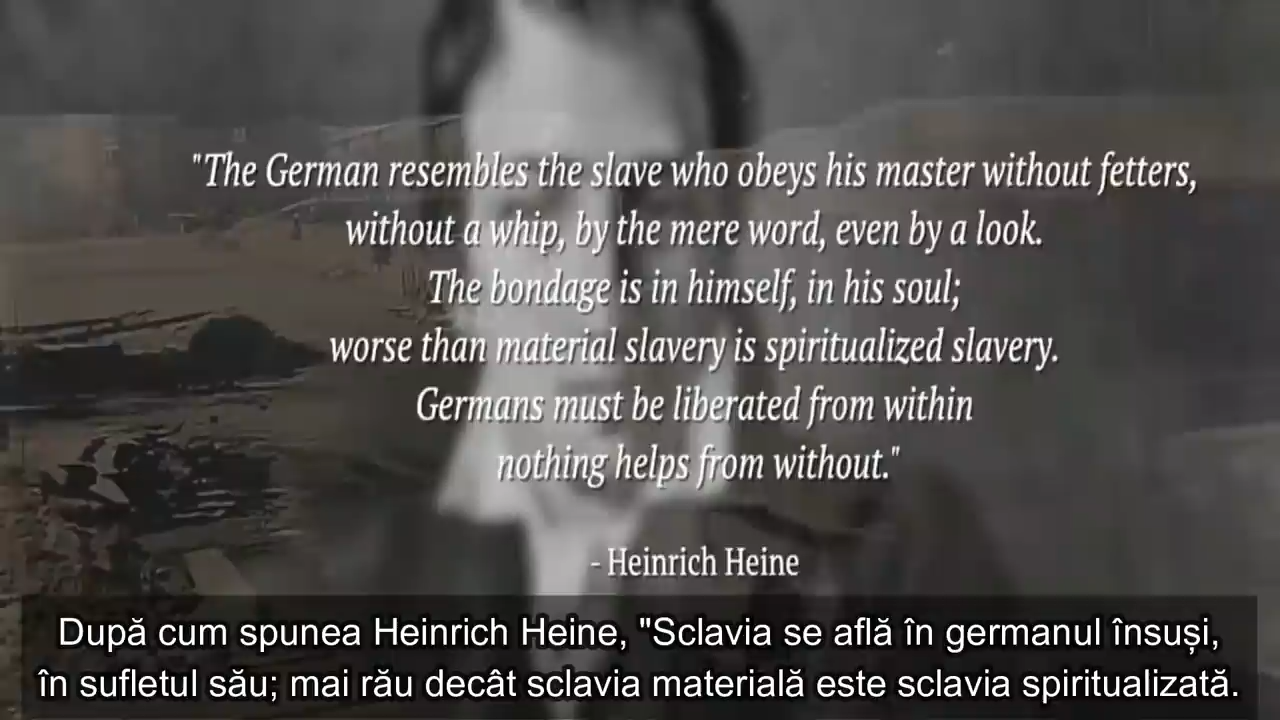 "The German resembles the slave who obeys his master without fetters,
without a whip, by the mere word, even by a look.
The bondage is in himself, in his soul;
worse than material slavery is spiritualized slavery.
Germans must be liberated from within
nothing helps from without."
- Heinrich Heine
După cum spunea Heinrich Heine, "Sclavia se află în germanul însuși,
în sufletul său; mai rău decât sclavia materială este sclavia spiritualizată.